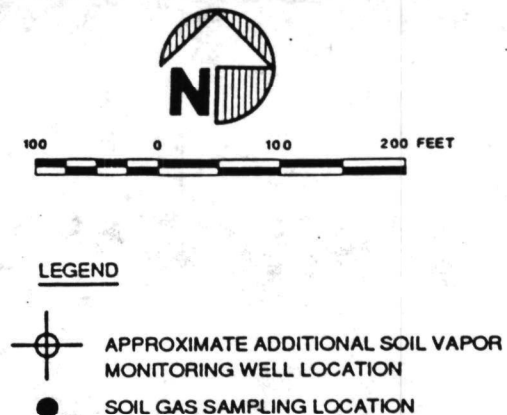 N
100 0 100 200 FEET
LEGEND
APPROXIMATE ADDITIONAL SOIL VAPOR
MONITORING WELL LOCATION
SOIL GAS SAMPLING LOCATION